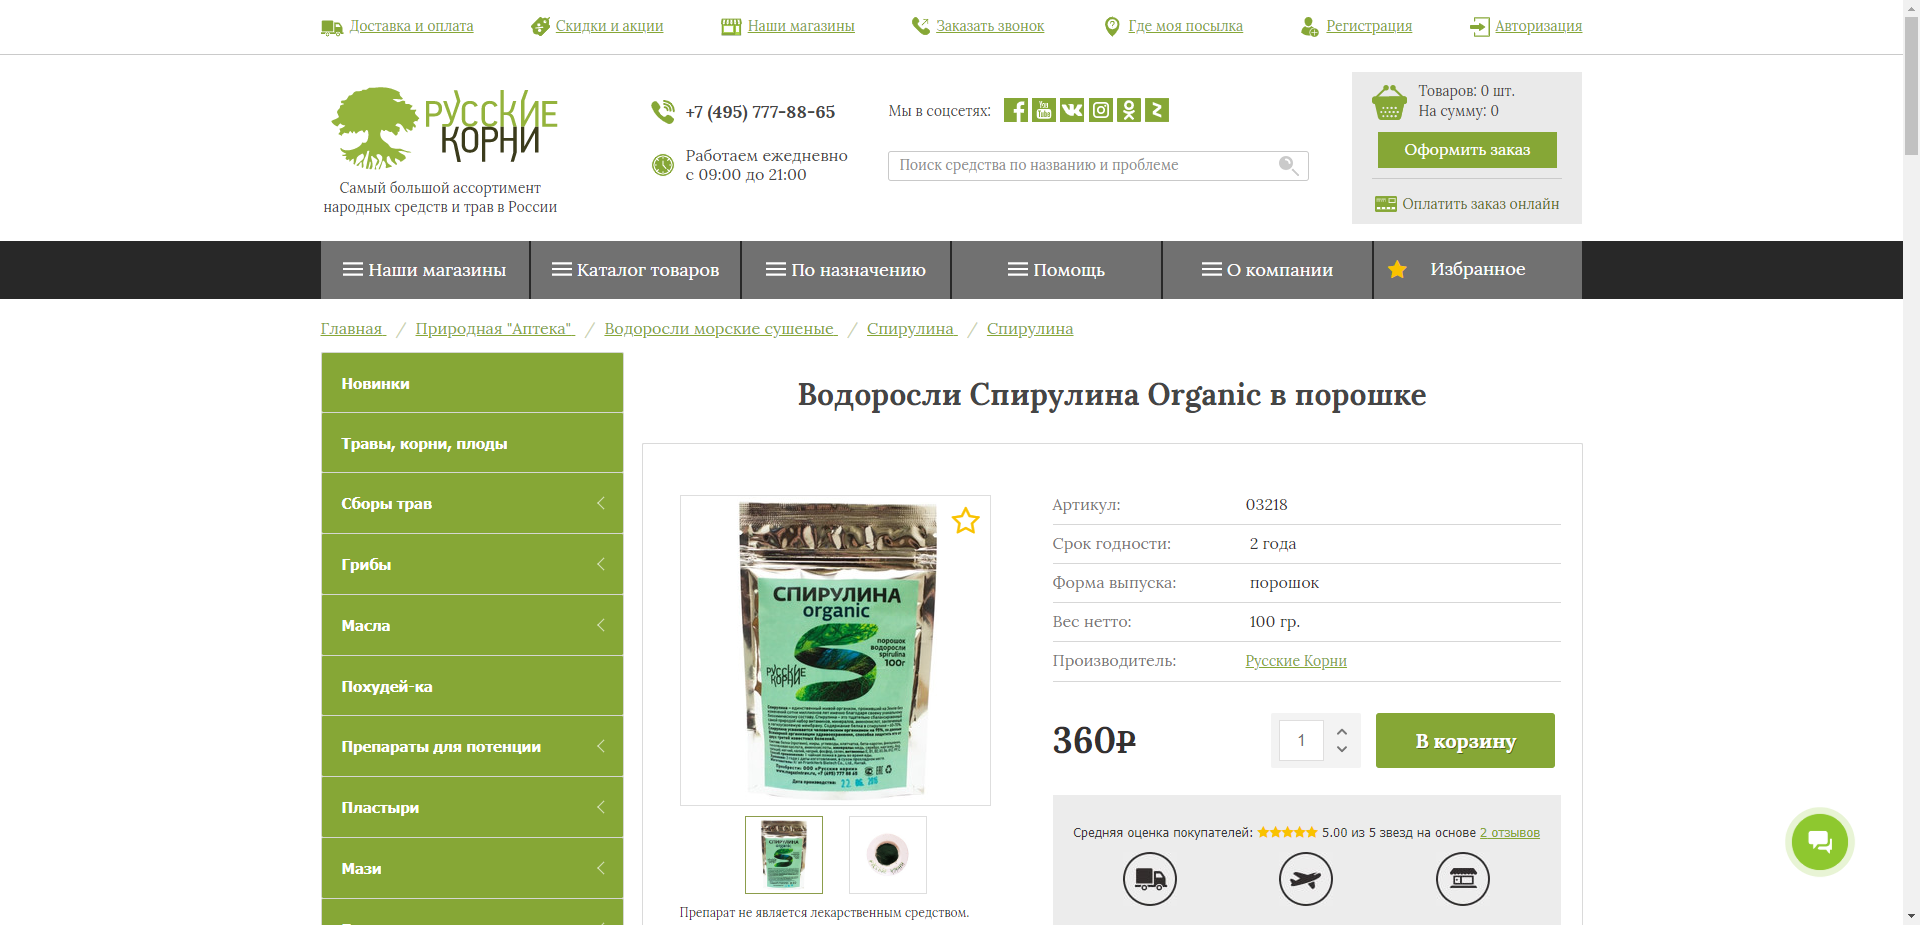 Доставка и оплата
Скидки и акции
Наши магазины
Заказать звонок
Где моя посылка
Регистрация
Авторизация
РУССКИЕ
КОРНИ
Самый большой ассортимент
народных средств и трав в России
+7 (495) 777-88-65
Работаем ежедневно
с 09:00 до 21:00
Мы в соцсетях:
Поиск средства по названию и проблеме
Товаров: 0 шт.
На сумму: 0
Оформить заказ
Оплатить заказ онлайн
Наши магазины
Каталог товаров
По назначению
Помощь
О компании
Избранное
Главная / Природная "Аптека" / Водоросли морские сушеные / Спирулина / Спирулина
Новинки
Травы, корни, плоды
Сборы трав
Грибы
Масла
Похудей-ка
Препараты для потенции
Пластыри
Мази
Водоросли Спирулина Organic в порошке
СПИРУЛИНА
organic
порошок
водоросли
spirulina
100г
РУССКИЕ
КОРНИ
Препарат не является лекарственным средством.
Артикул: 03218
Срок годности: 2 года
Форма выпуска: порошок
Вес нетто: 100 гр.
Производитель: Русские Корни
360₽
1
В корзину
Средняя оценка покупателей: 5.00 из 5 звезд на основе 2 отзывов